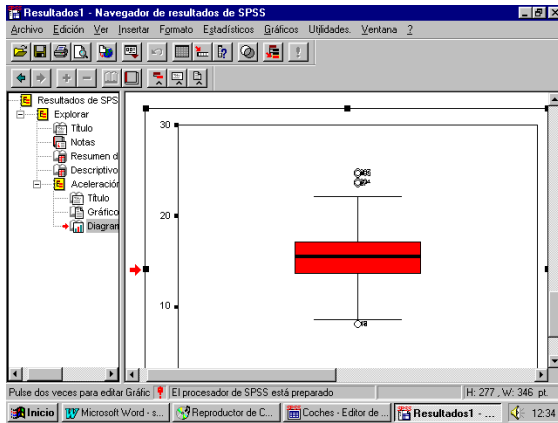 Resultados1 - Navegador de resultados de SPSS
Archivo Edición Ver Insertar Formato Estadísticos Gráficos Utilidades. Ventana ?
Resultados de SPS
Explorar
Título
Notas
Resumen d
Descriptivo
Aceleración
Título
Gráfico
Diagran
30
20
10
Pulse dos veces para editar Gráfic El procesador de SPSS está preparado H: 277 , W: 346 pt.
Inicio Microsoft Word - s... Reproductor de C... Coches - Editor de ... Resultados1 - ... 12:34